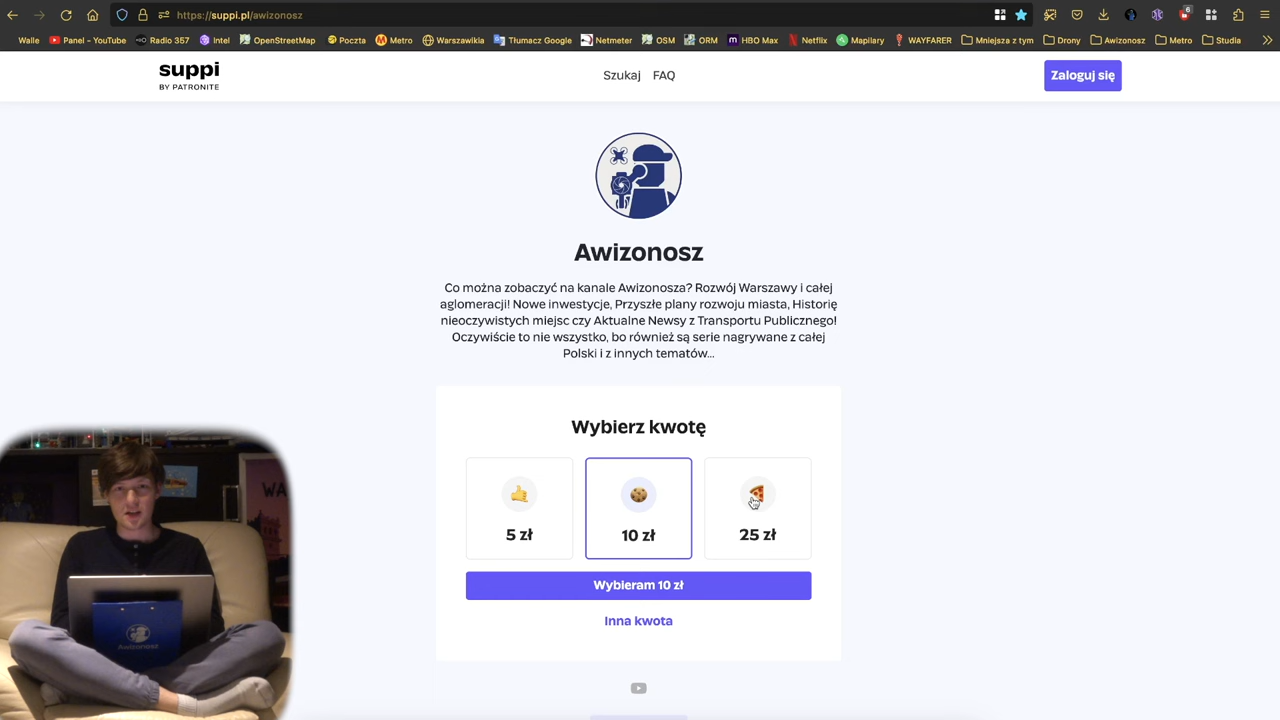 https://suppi.pl/awizonosz
6
Walle
Panel - YouTube
Radio 357
Intel
OpenStreetMap
Poczta
Metro
Warszawikia
Tłumacz Google
Netmeter
OSM
ORM
HBO Max
Netflix
Mapilary
WAYFARER
Mniejsza z tym
Drony
Awizonosz
Metro
Studia
suppi
BY PATRONITE
Szukaj
FAQ
Zaloguj się
Awizonosz
Co można zobaczyć na kanale Awizonosza? Rozwój Warszawy i całej
aglomeracji! Nowe inwestycje, Przyszłe plany rozwoju miasta, Historię
nieoczywistych miejsc czy Aktualne Newsy z Transportu Publicznego!
Oczywiście to nie wszystko, bo również są serie nagrywane z całej
Polski i z innych tematów...
Wybierz kwotę
5 zł
10 zł
25 zł
Wybieram 10 zł
Inna kwota
Awizonosz